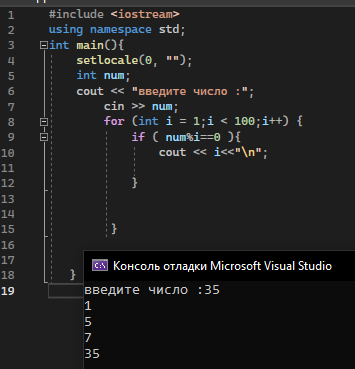 1 #include <iostream>
2 using namespace std;
3 int main(){
4 setlocale(0, "");
5 int num;
6 cout << "введите число :";
7 cin >> num;
8 for (int i = 1;i < 100;i++) {
9 if ( num%i==0 ){
10 cout << i<<"\n";
11
12 }
13
14
15 }
16
17
18 }
19
C:\ Консоль отладки Microsoft Visual Studio
введите число :35
1
5
7
35